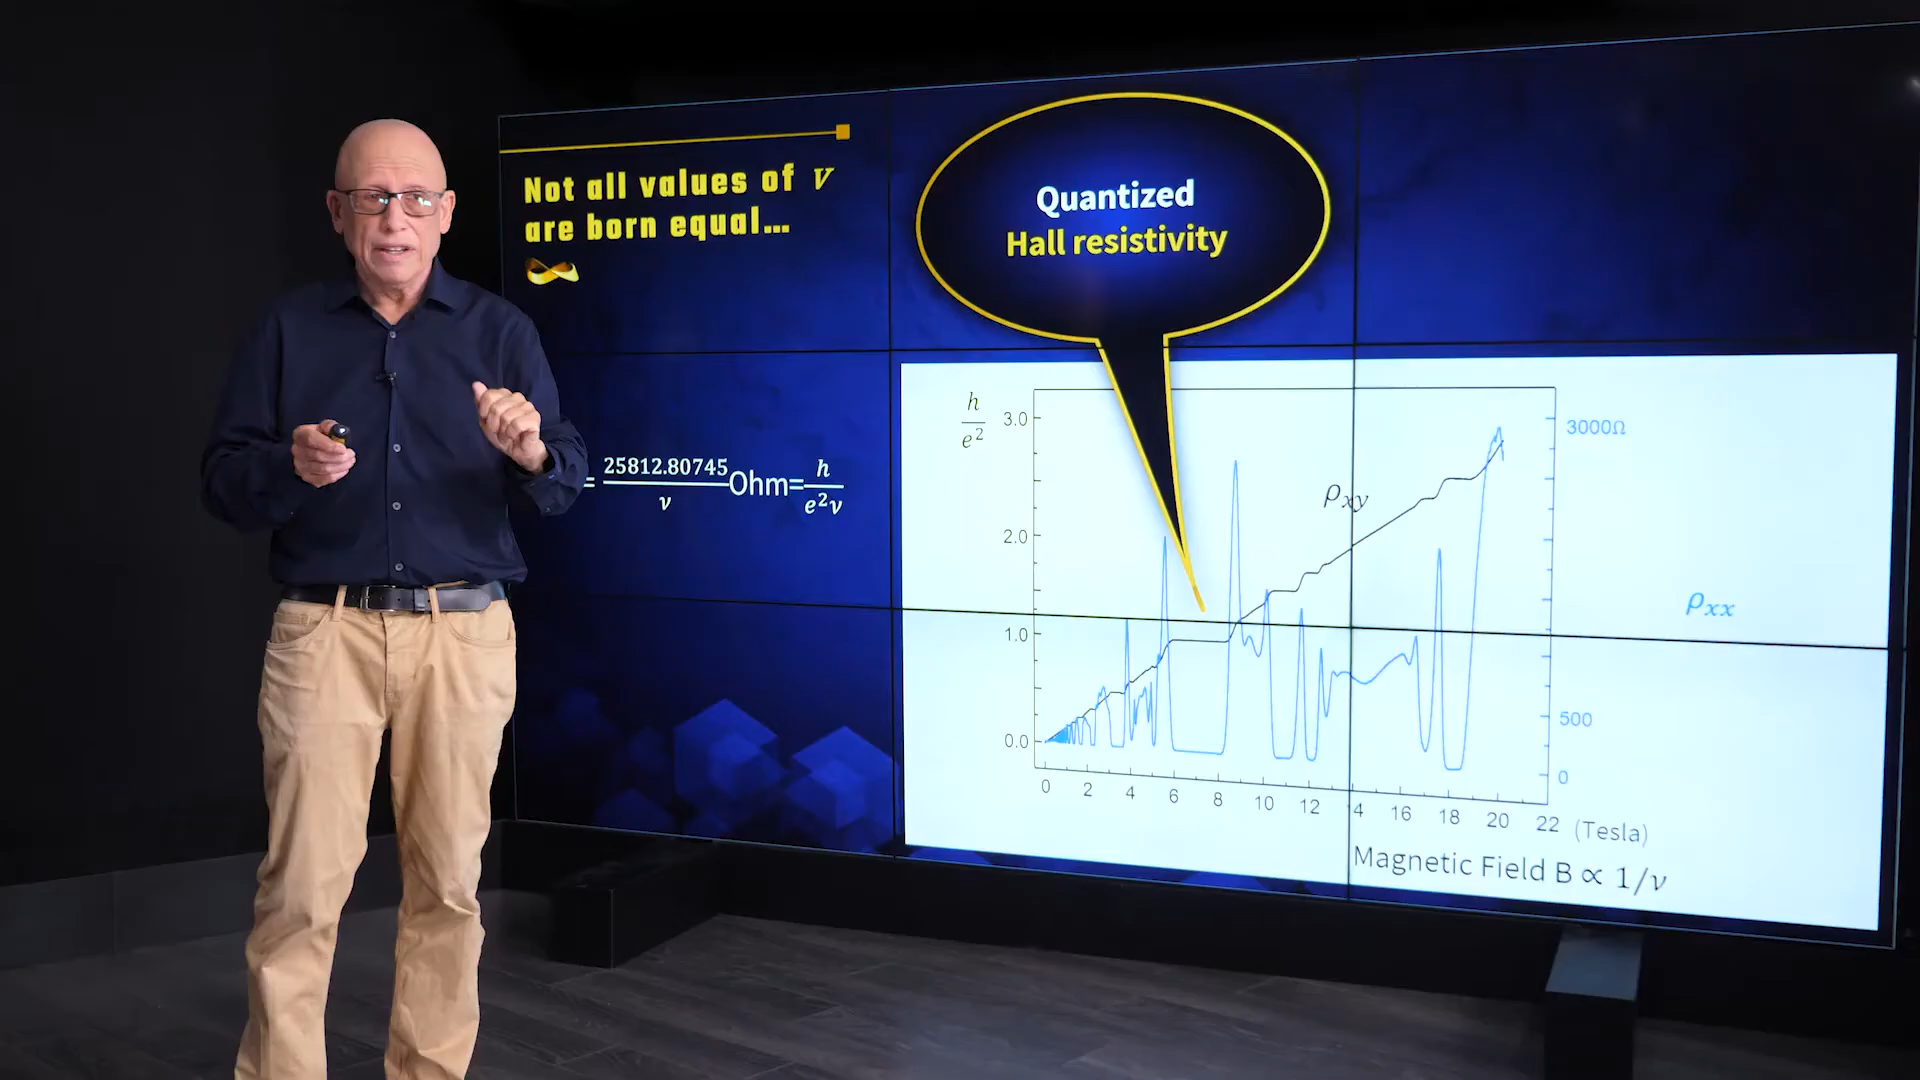 Not all values of ν
are born equal...
Quantized
Hall resistivity
= 25812.80745/ν Ohm= h/e²ν
h/e²
3.0
2.0
1.0
0.0
ρxy
3000Ω
ρxx
500
0
0 2 4 6 8 10 12 14 16 18 20 22 (Tesla)
Magnetic Field B ∝ 1/ν